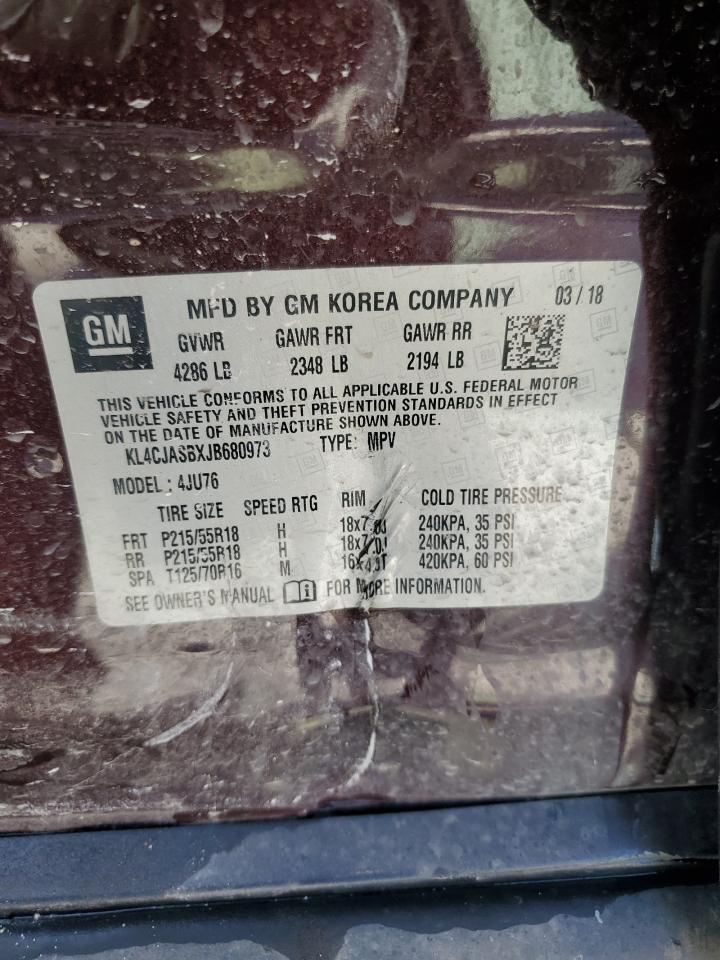 GM
MFD BY GM KOREA COMPANY 03/18
GVWR GAWR FRT GAWR RR
4286 LB 2348 LB 2194 LB
THIS VEHICLE CONFORMS TO ALL APPLICABLE U.S. FEDERAL MOTOR
VEHICLE SAFETY AND THEFT PREVENTION STANDARDS IN EFFECT
ON THE DATE OF MANUFACTURE SHOWN ABOVE.
KL4CJASBXJB680973 TYPE: MPV
MODEL: 4JU76
TIRE SIZE SPEED RTG RIM COLD TIRE PRESSURE
FRT P215/55R18 H 240KPA, 35 PSI
RR P215/55R18 H 240KPA, 35 PSI
SPA T125/70R16 M 420KPA, 60 PSI
SEE OWNER'S MANUAL FOR MORE INFORMATION.